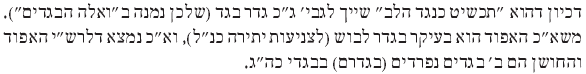 דכיון דהוא "תכשיט כנגד הלב" שייך לגבי' ג"כ גדר בגד (שלכן נמנה ב"ואלה הבגדים"),
משא"כ האפוד הוא בעיקר בגדר לבוש (לצניעות יתירה כנ"ל), וא"כ נמצא דלרש"י האפוד
והחושן הם ב' בגדים נפרדים (בגדרם) בבגדי כה"ג.